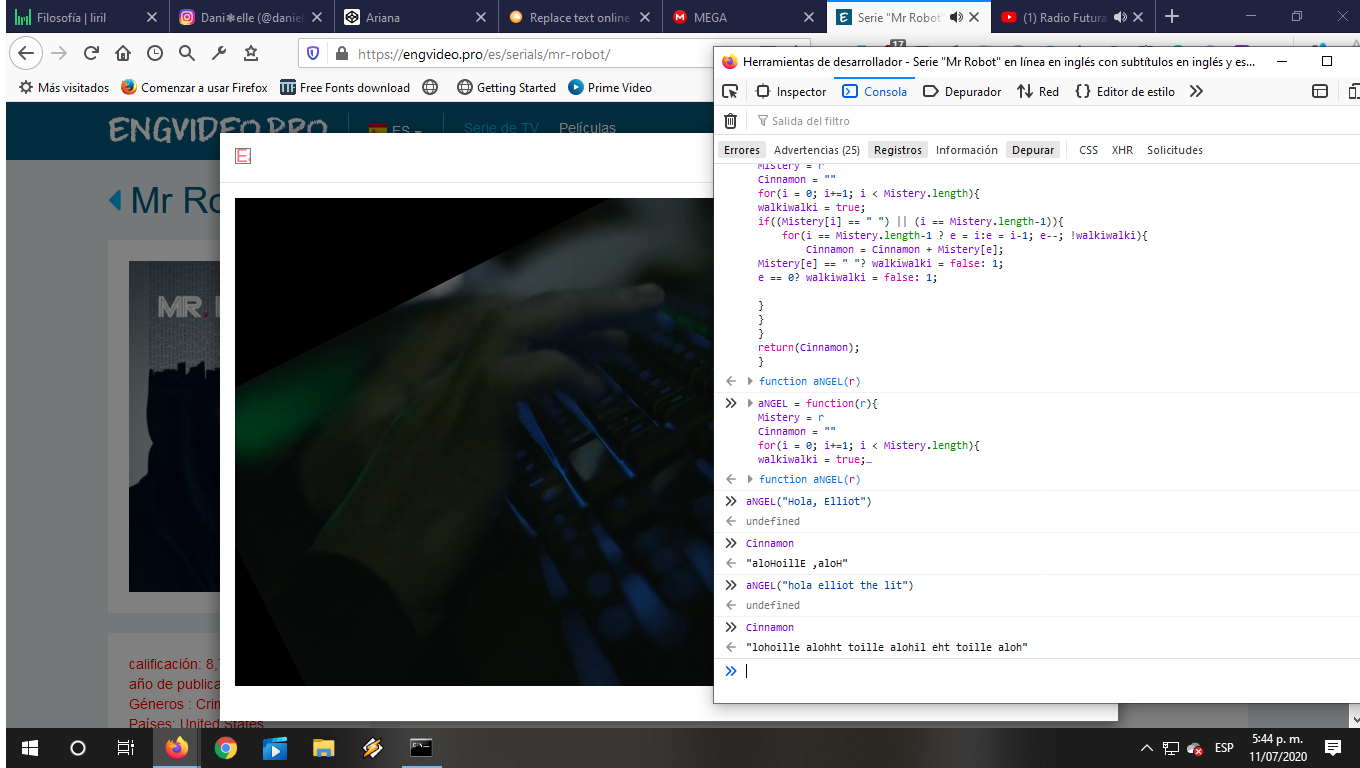 Filosofía | liril
Dani❃elle (@daniel
Ariana
Replace text online
MEGA
Serie "Mr Robot"
(1) Radio Futura
https://engvideo.pro/es/serials/mr-robot/
17
Herramientas de desarrollador - Serie "Mr Robot" en línea en inglés con subtítulos en inglés y es...
Más visitados
Comenzar a usar Firefox
Free Fonts download
Getting Started
Prime Video
Inspector
Consola
Depurador
Red
Editor de estilo
Salida del filtro
ENGVIDEO.PRO
ES
Serie de TV
Películas
Errores
Advertencias (25)
Registros
Información
Depurar
CSS
XHR
Solicitudes
E
Mr Ro
MR.
calificación: 8,
año de publica
Géneros : Crim
Países: United States
Mistery = r
Cinnamon = ""
for(i = 0; i+=1; i < Mistery.length){
walkiwalki = true;
if((Mistery[i] == " ") || (i == Mistery.length-1)){
for(i == Mistery.length-1 ? e = i:e = i-1; e--; !walkiwalki){
Cinnamon = Cinnamon + Mistery[e];
Mistery[e] == " "? walkiwalki = false: 1;
e == 0? walkiwalki = false: 1;
}
}
}
return(Cinnamon);
}
function aNGEL(r)
aNGEL = function(r){
Mistery = r
Cinnamon = ""
for(i = 0; i+=1; i < Mistery.length){
walkiwalki = true;…
function aNGEL(r)
aNGEL("Hola, Elliot")
undefined
Cinnamon
"aloHoillE ,aloH"
aNGEL("hola elliot the lit")
undefined
Cinnamon
"lohoille alohht toille alohil eht toille aloh"
ESP
5:44 p. m.
11/07/2020